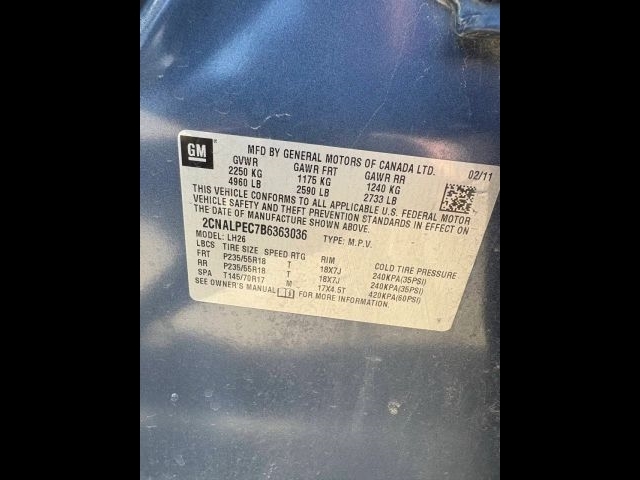 GM
MFD BY GENERAL MOTORS OF CANADA LTD. 02/11
GVWR GAWR FRT GAWR RR
2250 KG 1175 KG 1240 KG
4960 LB 2590 LB 2733 LB
THIS VEHICLE CONFORMS TO ALL APPLICABLE U.S. FEDERAL MOTOR
VEHICLE SAFETY BUMPER AND THEFT PREVENTION STANDARDS IN EFFECT ON
THE DATE OF MANUFACTURE SHOWN ABOVE.
2CNALPEC7B6363036 TYPE: M.P.V.
MODEL: LH26
LBCS TIRE SIZE SPEED RTG RIM COLD TIRE PRESSURE
FRT P235/55R18 T 18X7J 240KPA(35PSI)
RR P235/55R18 T 18X7J 240KPA(35PSI)
SPA T145/70R17 M 17X4.5T 420KPA(60PSI)
SEE OWNER'S MANUAL FOR MORE INFORMATION.